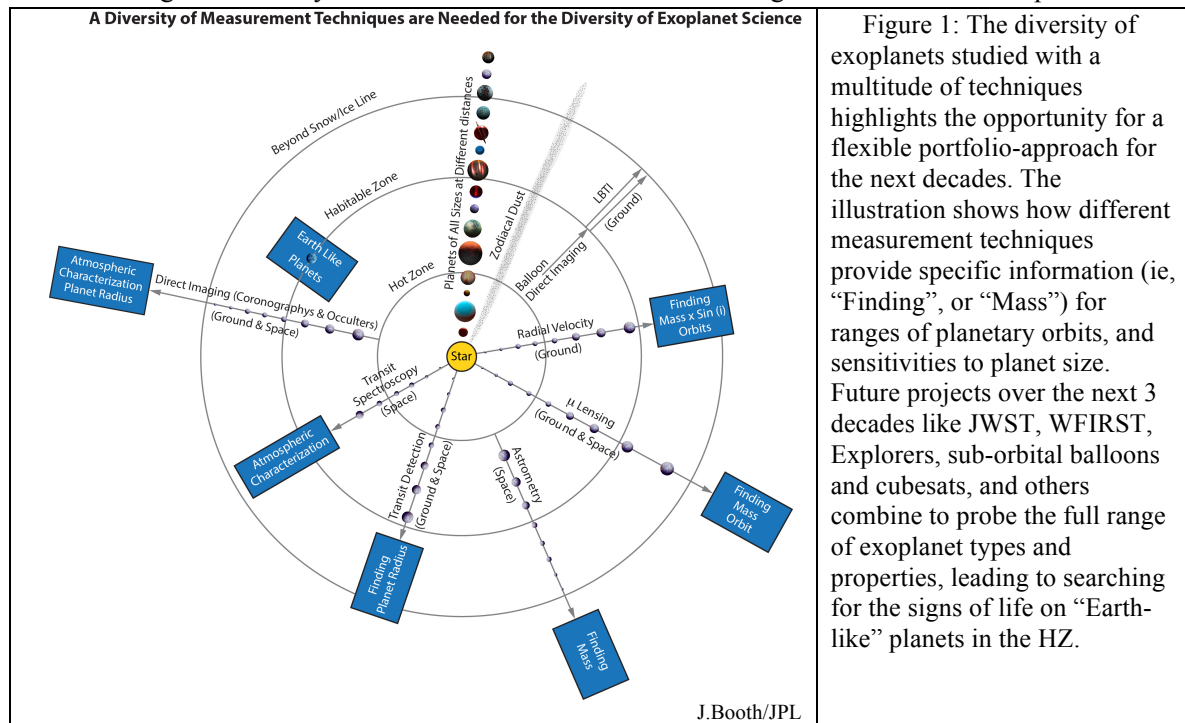 A Diversity of Measurement Techniques are Needed for the Diversity of Exoplanet Science
Beyond Snow/Ice Line
Habitable Zone
Hot Zone
Planets of All Sizes at Different distances
Zodiacal Dust
Balloon
Direct Imaging
LBTI
(Ground)
Earth Like
Planets
Atmospheric
Characterization
Planet Radius
Direct Imaging (Coronographys & Occulters)
(Ground & Space)
Star
Radial Velocity
(Ground)
Finding
Mass x Sin (i)
Orbits
Transit
Spectroscopy
(Space)
Atmospheric
Characterization
Transit Detection
(Ground & Space)
Finding
Planet Radius
Astrometry
(Space)
Finding
Mass
μ Lensing
(Ground & Space)
Finding
Mass
Orbit
J.Booth/JPL
Figure 1: The diversity of
exoplanets studied with a
multitude of techniques
highlights the opportunity for a
flexible portfolio-approach for
the next decades. The
illustration shows how different
measurement techniques
provide specific information (ie,
“Finding”, or “Mass”) for
ranges of planetary orbits, and
sensitivities to planet size.
Future projects over the next 3
decades like JWST, WFIRST,
Explorers, sub-orbital balloons
and cubesats, and others
combine to probe the full range
of exoplanet types and
properties, leading to searching
for the signs of life on “Earth-
like” planets in the HZ.